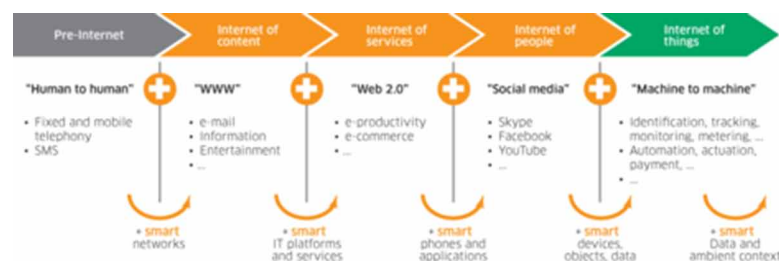 Pre-Internet
Internet of
content
Internet of
services
Internet of
people
Internet of
things
"Human to human"
"WWW"
"Web 2.0"
"Social media"
"Machine to machine"
• Fixed and mobile
telephony
• SMS
• e-mail
• Information
• Entertainment
• ...
• e-productivity
• e-commerce
• ...
• Skype
• Facebook
• YouTube
• ...
• Identification, tracking,
monitoring, metering, ...
• Automation, actuation,
payment, ...
• ...
+ smart
networks
+ smart
IT platforms
and services
+ smart
phones and
applications
+ smart
devices,
objects, data
+ smart
Data and
ambient context